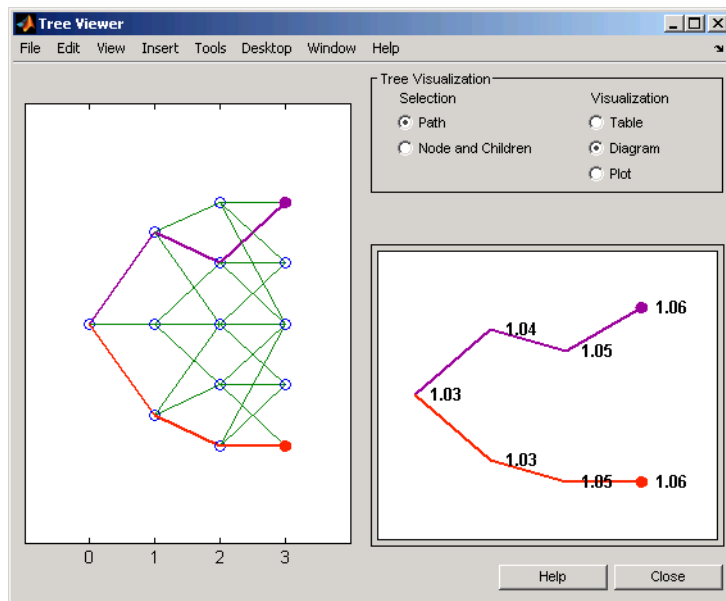 Tree Viewer
File Edit View Insert Tools Desktop Window Help
Tree Visualization
Selection Visualization
Path Table
Node and Children Diagram
Plot
1.06
1.04
1.05
1.03
1.03
1.05 1.06
0 1 2 3
Help Close